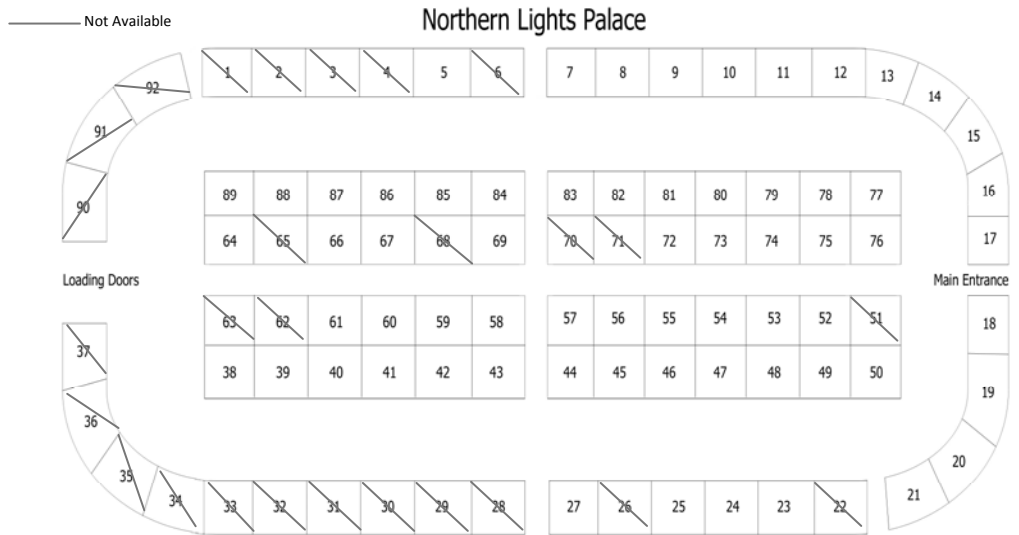 Northern Lights Palace
Not Available
92 1 2 3 4 5 6 7 8 9 10 11 12 13 14
91 15
90 89 88 87 86 85 84 83 82 81 80 79 78 77 16
64 65 66 67 68 69 70 71 72 73 74 75 76 17
Loading Doors Main Entrance
63 62 61 60 59 58 57 56 55 54 53 52 51 18
37 38 39 40 41 42 43 44 45 46 47 48 49 50 19
36 20
35 21
34 33 32 31 30 29 28 27 26 25 24 23 22